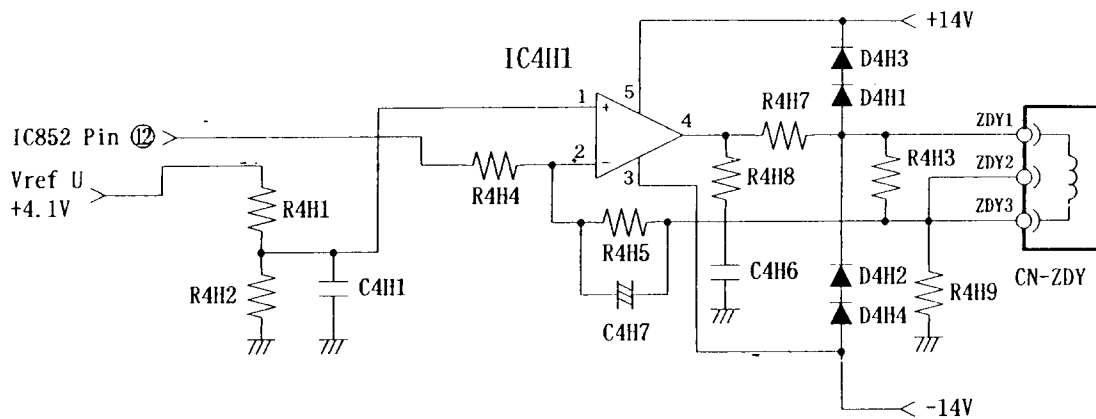 +14V
IC4H1
D4H3
5
1
+
D4H1
4
R4H7
ZDY1
IC852 Pin ⑫
2
−
3
ZDY2
R4H3
Vref U
+4.1V
R4H4
R4H8
R4H1
ZDY3
R4H5
R4H2
C4H1
C4H6
D4H2
R4H9
CN-ZDY
C4H7
D4H4
-14V